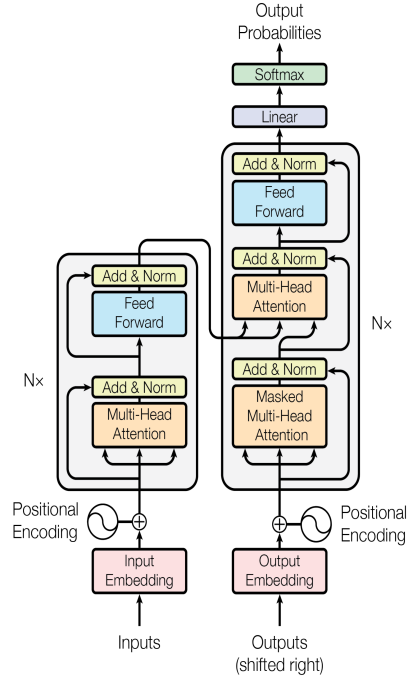 Output
Probabilities
Softmax
Linear
Add & Norm
Feed
Forward
Add & Norm
Multi-Head
Attention
Add & Norm
Masked
Multi-Head
Attention
N×
Add & Norm
Feed
Forward
Add & Norm
Multi-Head
Attention
N×
Positional
Encoding
Positional
Encoding
Input
Embedding
Output
Embedding
Inputs
Outputs
(shifted right)